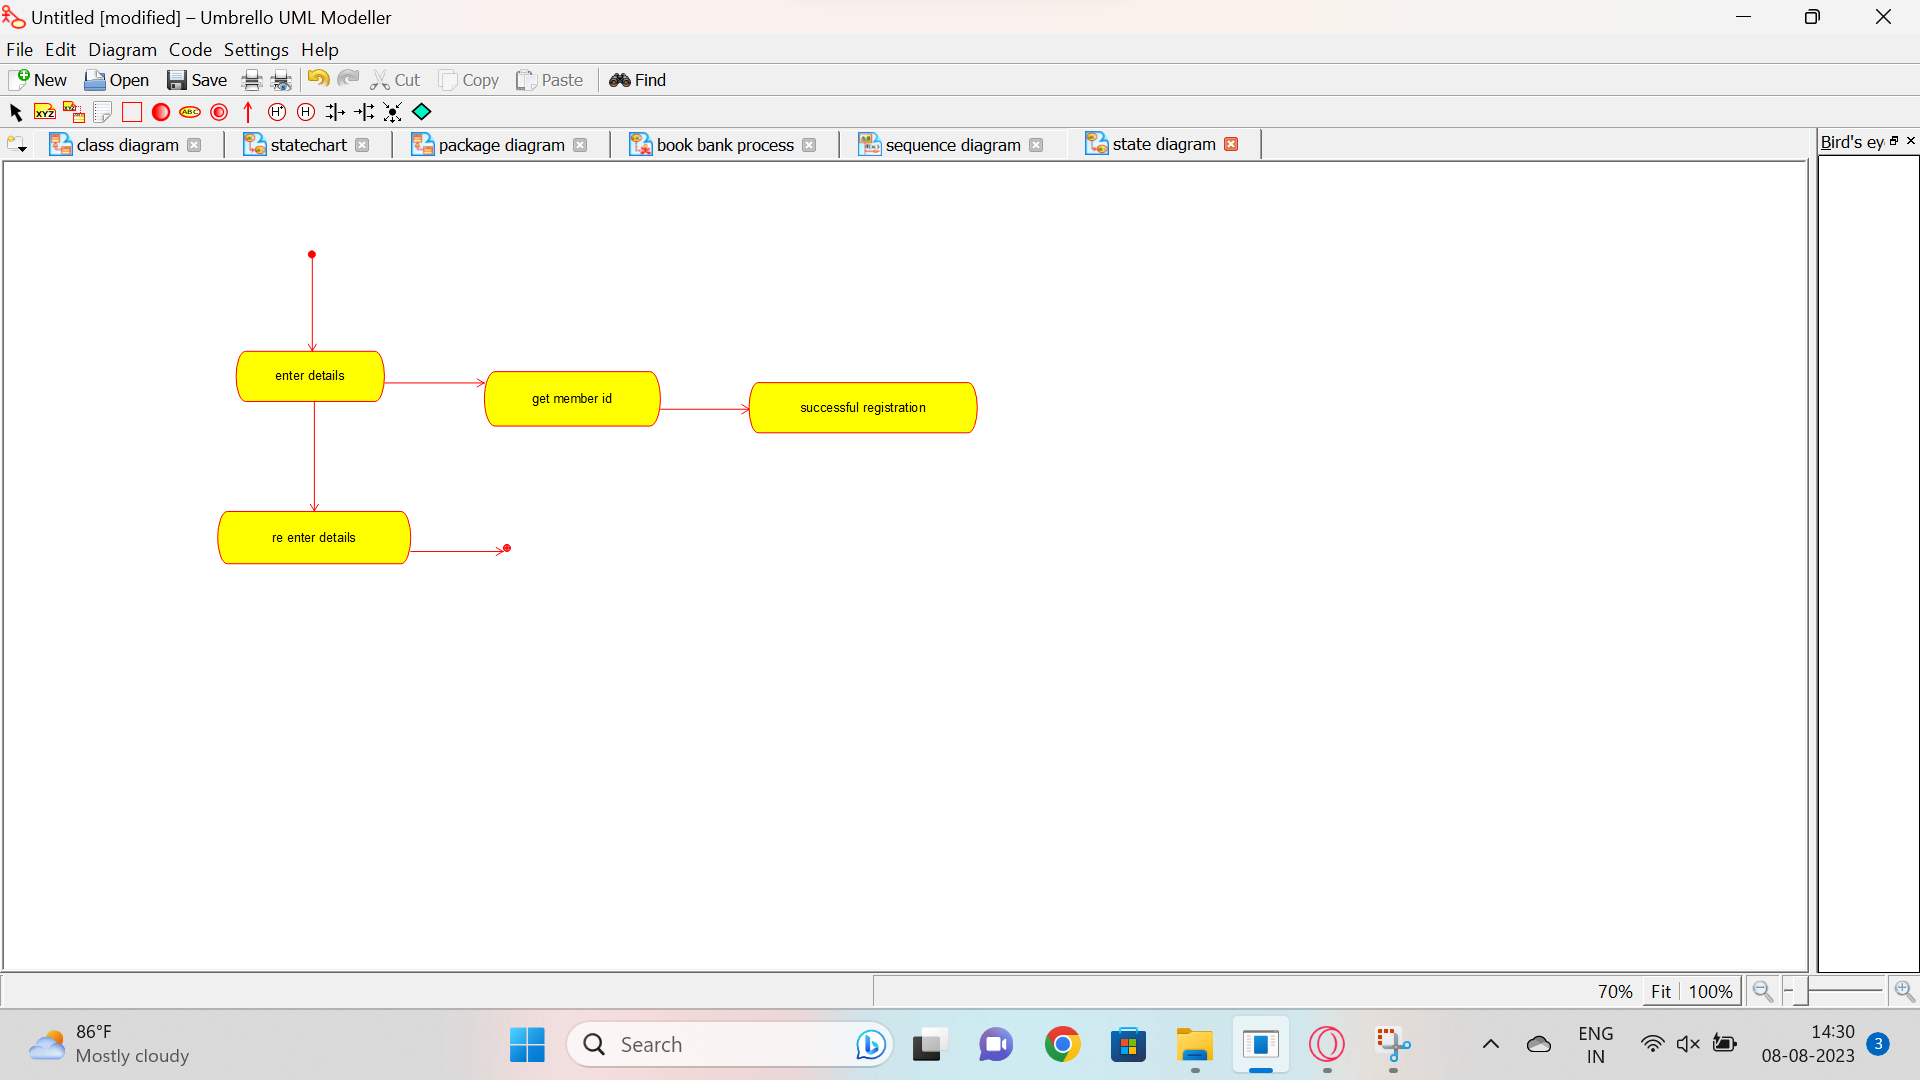 Untitled [modified] – Umbrello UML Modeller
File Edit Diagram Code Settings Help
New Open Save Cut Copy Paste Find
XYZ XYZ ABC H* H
class diagram statechart package diagram book bank process sequence diagram state diagram Bird's ey
enter details
get member id
successful registration
re enter details
70% Fit 100%
86°F
Mostly cloudy
Search
ENG
IN
14:30
08-08-2023
3